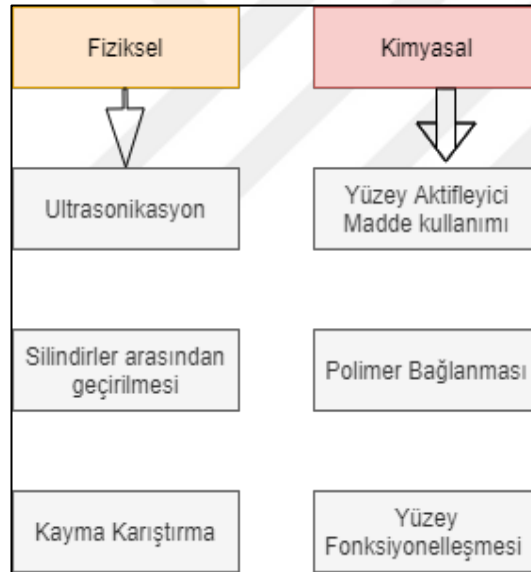 Fiziksel
Kimyasal
Ultrasonikasyon
Yüzey Aktifleyici
Madde kullanımı
Silindirler arasından
geçirilmesi
Polimer Bağlanması
Kayma Karıştırma
Yüzey
Fonksiyonelleşmesi